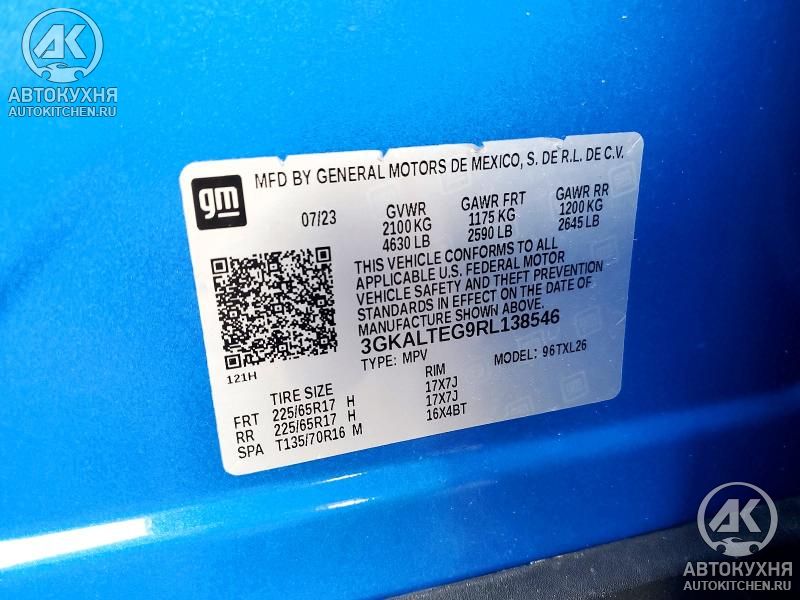 AK
АВТОКУХНЯ
AUTOKITCHEN.RU
gm
MFD BY GENERAL MOTORS DE MEXICO, S. DE R.L. DE C.V.
07/23 GVWR GAWR FRT GAWR RR
2100 KG 1175 KG 1200 KG
4630 LB 2590 LB 2645 LB
THIS VEHICLE CONFORMS TO ALL
APPLICABLE U.S. FEDERAL MOTOR
VEHICLE SAFETY AND THEFT PREVENTION
STANDARDS IN EFFECT ON THE DATE OF
MANUFACTURE SHOWN ABOVE.
3GKALTEG9RL138546
TYPE: MPV MODEL: 96TXL26
121H
TIRE SIZE RIM
FRT 225/65R17 H 17X7J
RR 225/65R17 H 17X7J
SPA T135/70R16 M 16X4BT
AK
АВТОКУХНЯ
AUTOKITCHEN.RU